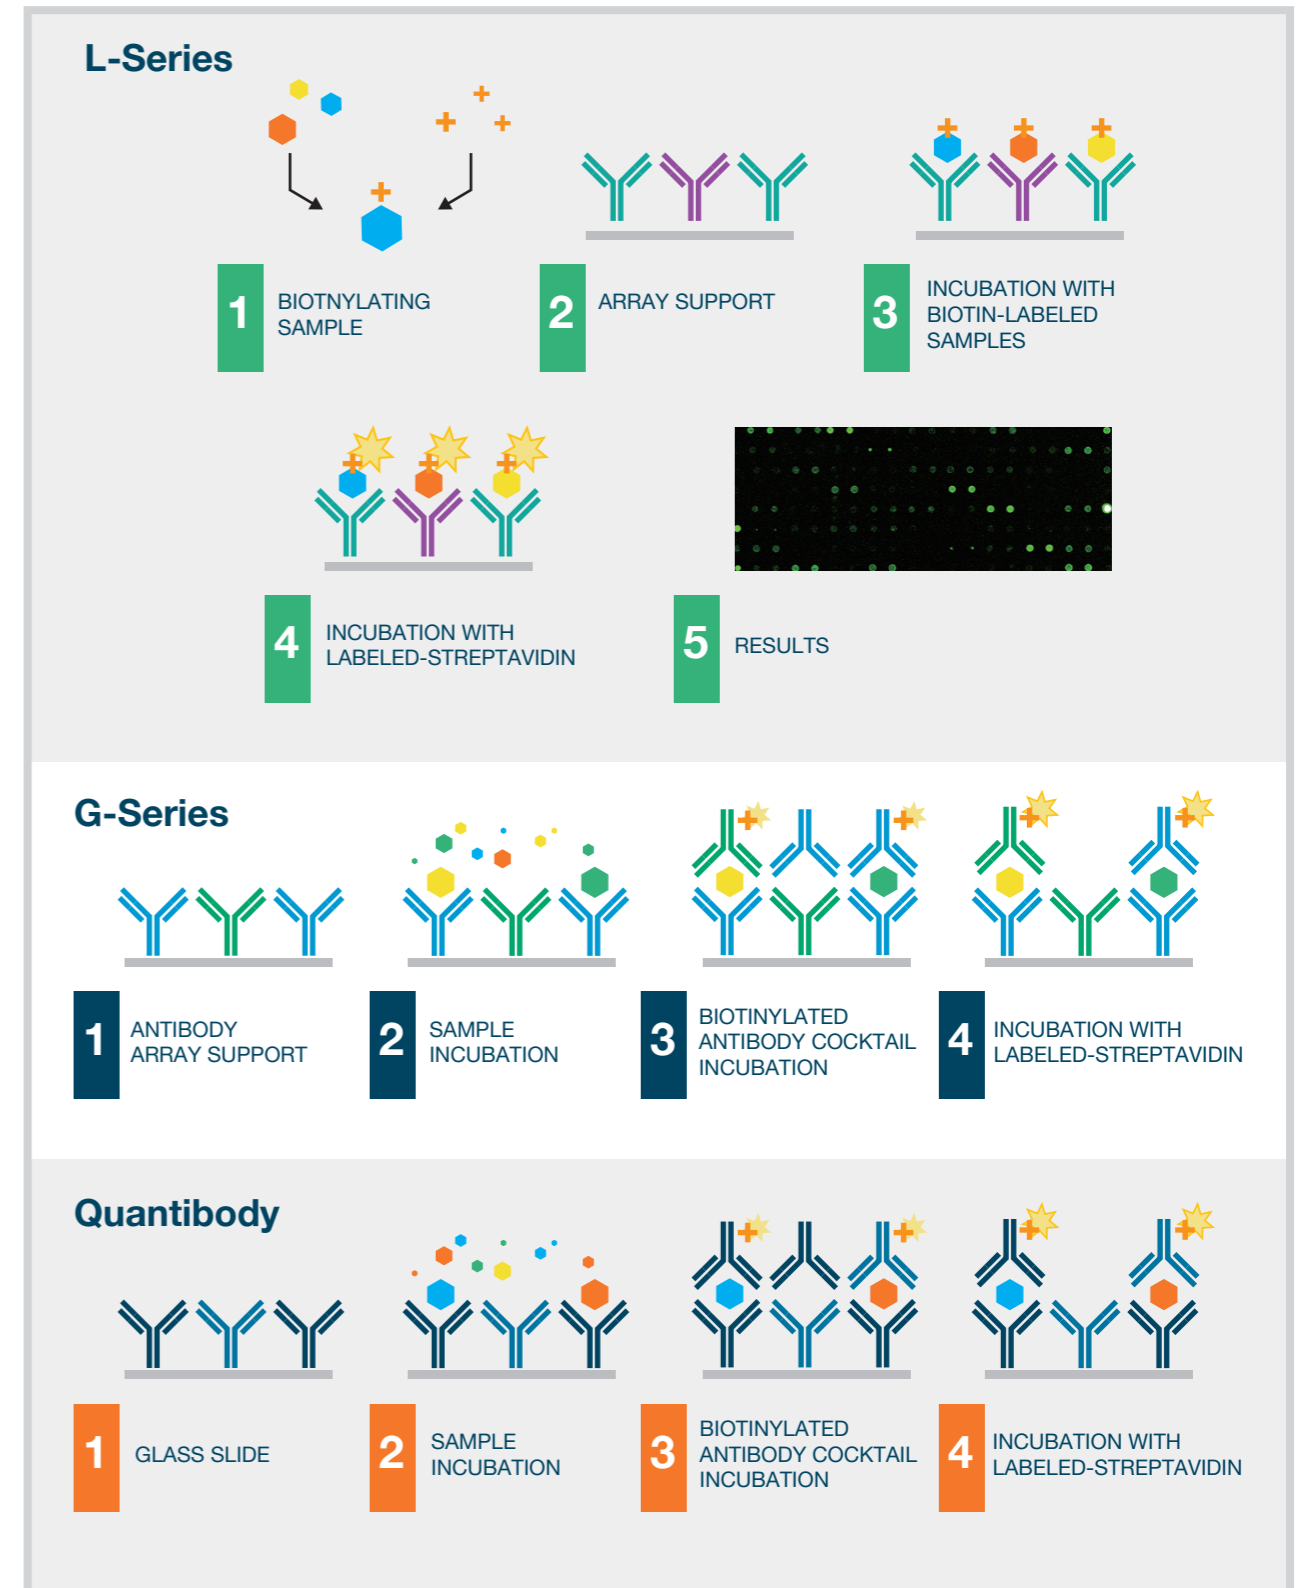 L-Series
1
BIOTNYLATING
SAMPLE
2
ARRAY SUPPORT
3
INCUBATION WITH
BIOTIN-LABELED
SAMPLES
4
INCUBATION WITH
LABELED-STREPTAVIDIN
5
RESULTS
G-Series
1
ANTIBODY
ARRAY SUPPORT
2
SAMPLE
INCUBATION
3
BIOTINYLATED
ANTIBODY COCKTAIL
INCUBATION
4
INCUBATION WITH
LABELED-STREPTAVIDIN
Quantibody
1
GLASS SLIDE
2
SAMPLE
INCUBATION
3
BIOTINYLATED
ANTIBODY COCKTAIL
INCUBATION
4
INCUBATION WITH
LABELED-STREPTAVIDIN